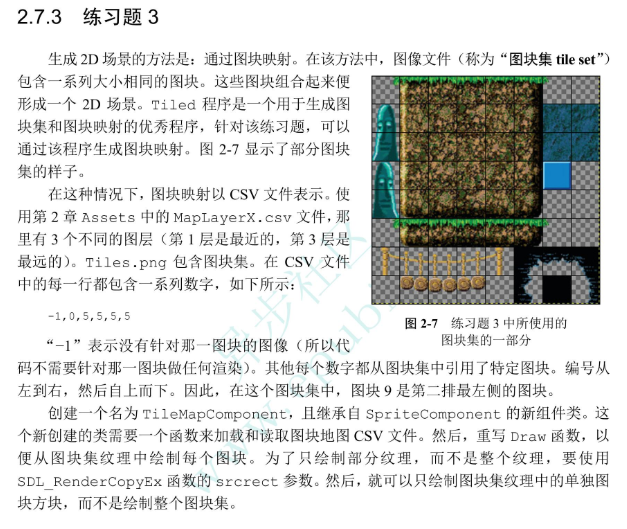 2.7.3 练习题 3
生成 2D 场景的方法是：通过图块映射。在该方法中，图像文件（称为“图块集 tile set”）
包含一系列大小相同的图块。这些图块组合起来便
形成一个 2D 场景。Tiled 程序是一个用于生成图
块集和图块映射的优秀程序，针对该练习题，可以
通过该程序生成图块映射。图 2-7 显示了部分图块
集的样子。
在这种情况下，图块映射以 CSV 文件表示。使
用第 2 章 Assets 中的 MapLayerX.csv 文件，那
里有 3 个不同的图层（第 1 层是最近的，第 3 层是
最远的）。Tiles.png 包含图块集。在 CSV 文件
中的每一行都包含一系列数字，如下所示：
-1,0,5,5,5,5
图 2-7 练习题 3 中所使用的
图块集的一部分
“-1”表示没有针对那一图块的图像（所以代
码不需要针对那一图块做任何渲染）。其他每个数字都从图块集中引用了特定图块。编号从
左到右，然后自上而下。因此，在这个图块集中，图块 9 是第二排最左侧的图块。
创建一个名为 TileMapComponent，且继承自 SpriteComponent 的新组件类。这
个新创建的类需要一个函数来加载和读取图块地图 CSV 文件。然后，重写 Draw 函数，以
便从图块集纹理中绘制每个图块。为了只绘制部分纹理，而不是整个纹理，要使用
SDL_RenderCopyEx 函数的 srcrect 参数。然后，就可以只绘制图块集纹理中的单独图
块方块，而不是绘制整个图块集。
异步社区